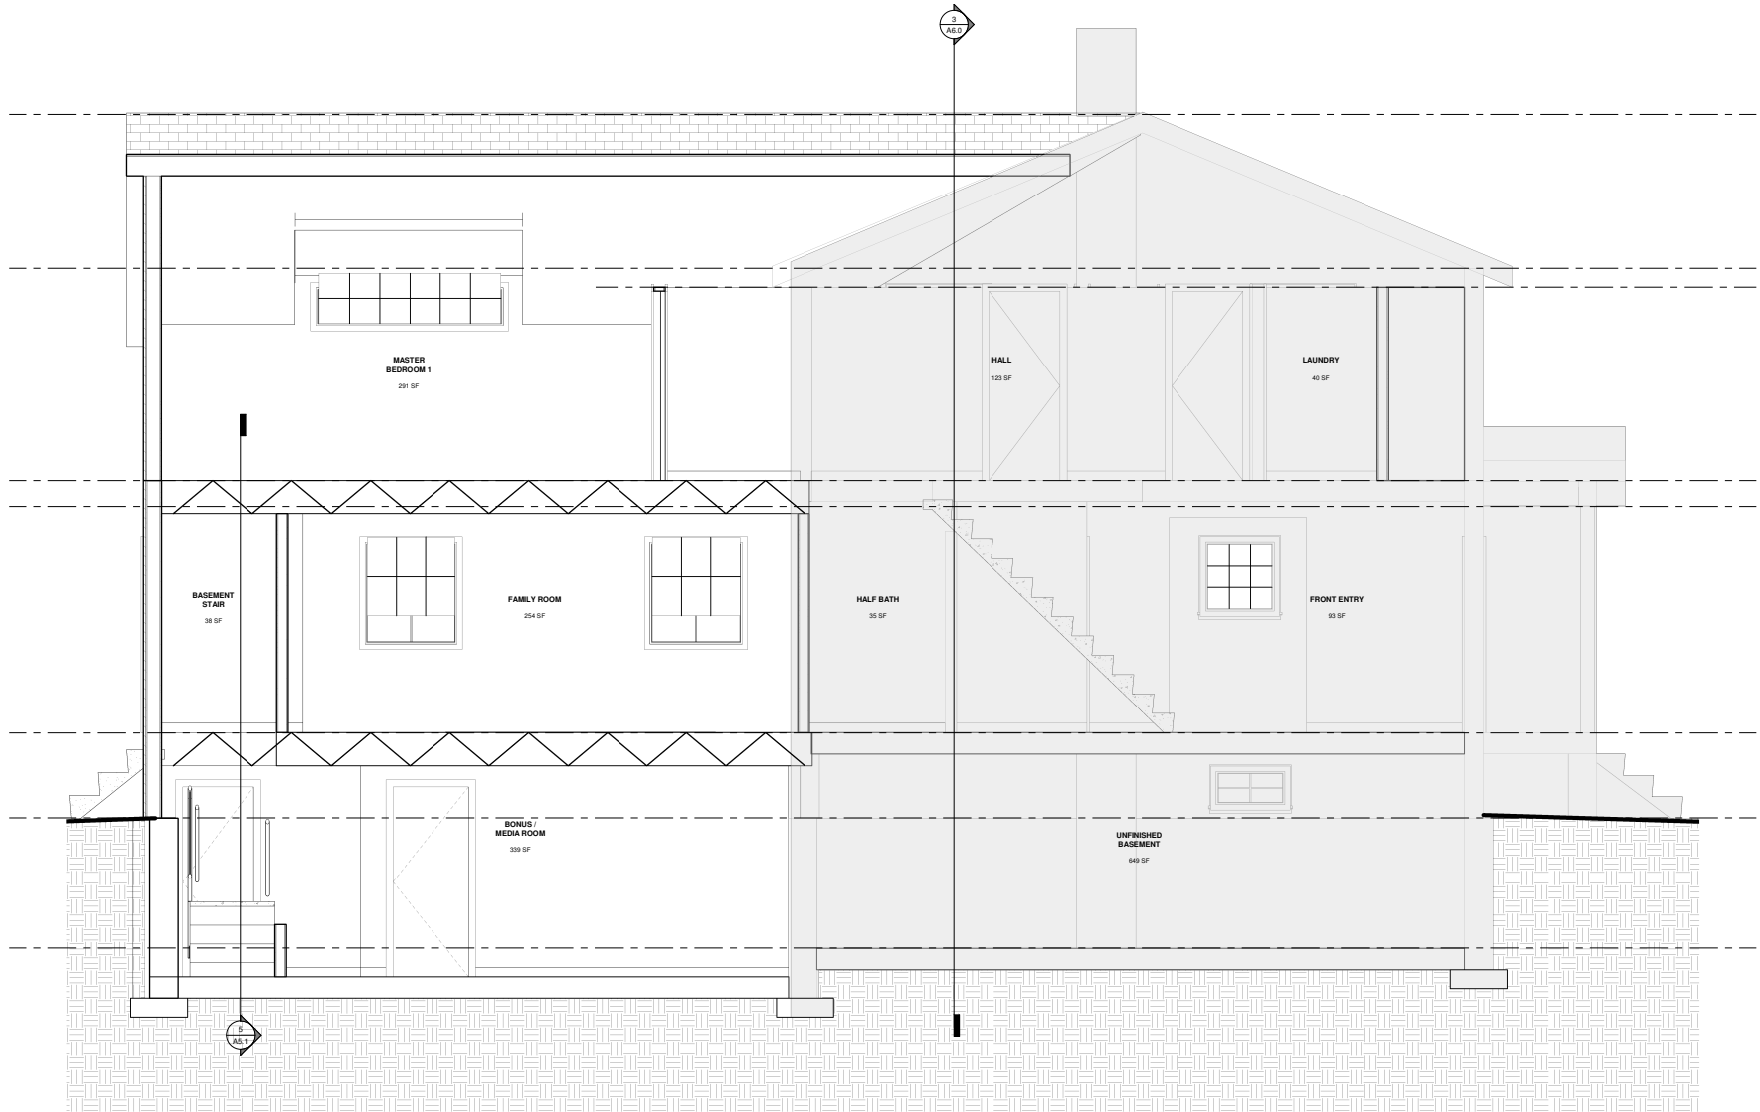 3
A6.0
MASTER
BEDROOM 1
291 SF
HALL
123 SF
LAUNDRY
40 SF
BASEMENT
STAIR
38 SF
FAMILY ROOM
254 SF
HALF BATH
35 SF
FRONT ENTRY
93 SF
BONUS /
MEDIA ROOM
339 SF
UNFINISHED
BASEMENT
649 SF
5
A5.1